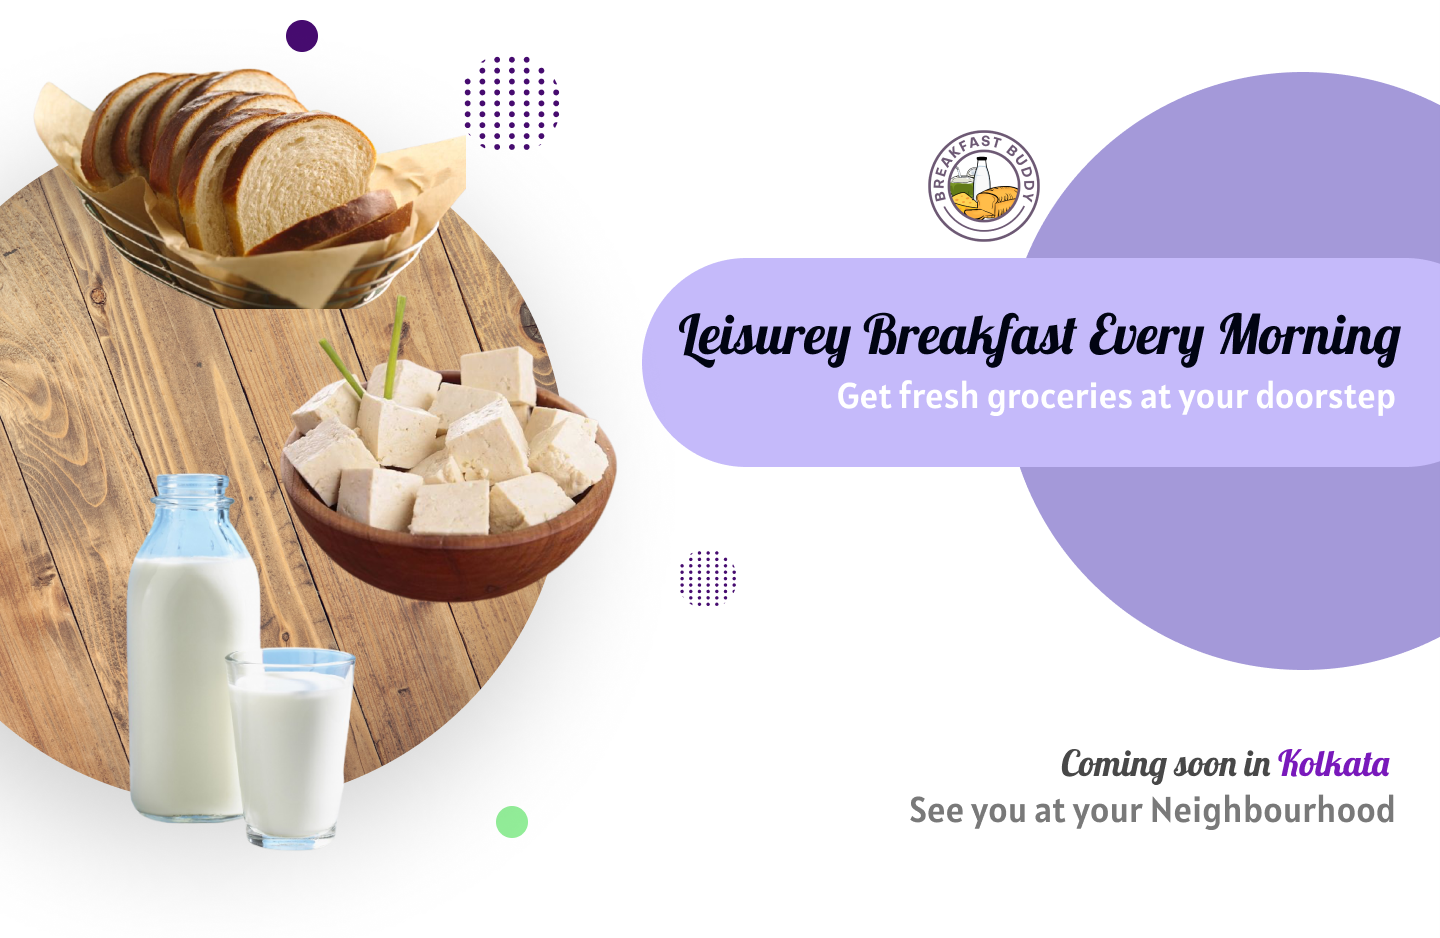 BREAKFAST BUDDY
Leisurey Breakfast Every Morning
Get fresh groceries at your doorstep
Coming soon in Kolkata
See you at your Neighbourhood